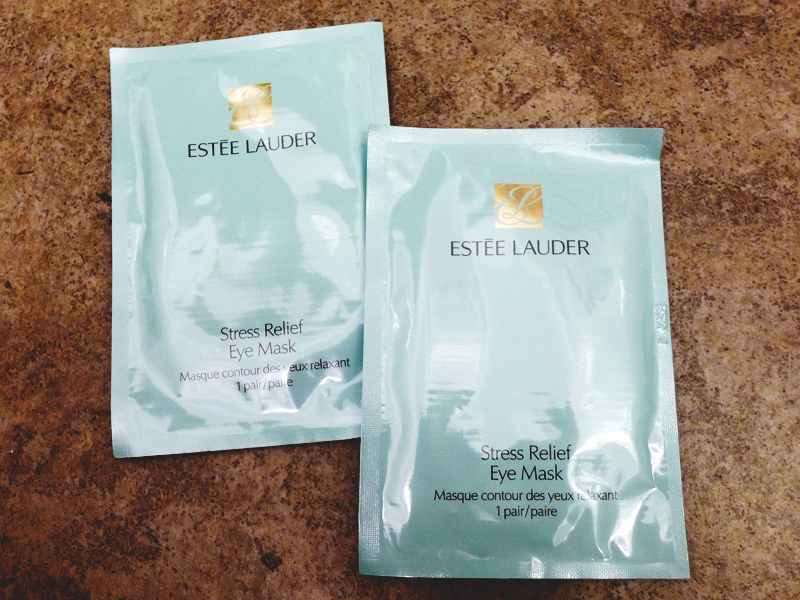 ESTĒE LAUDER
Stress Relief
Eye Mask
Masque contour des yeux relaxant
1 pair/paire
ESTĒE LAUDER
Stress Relief
Eye Mask
Masque contour des yeux relaxant
1 pair/paire